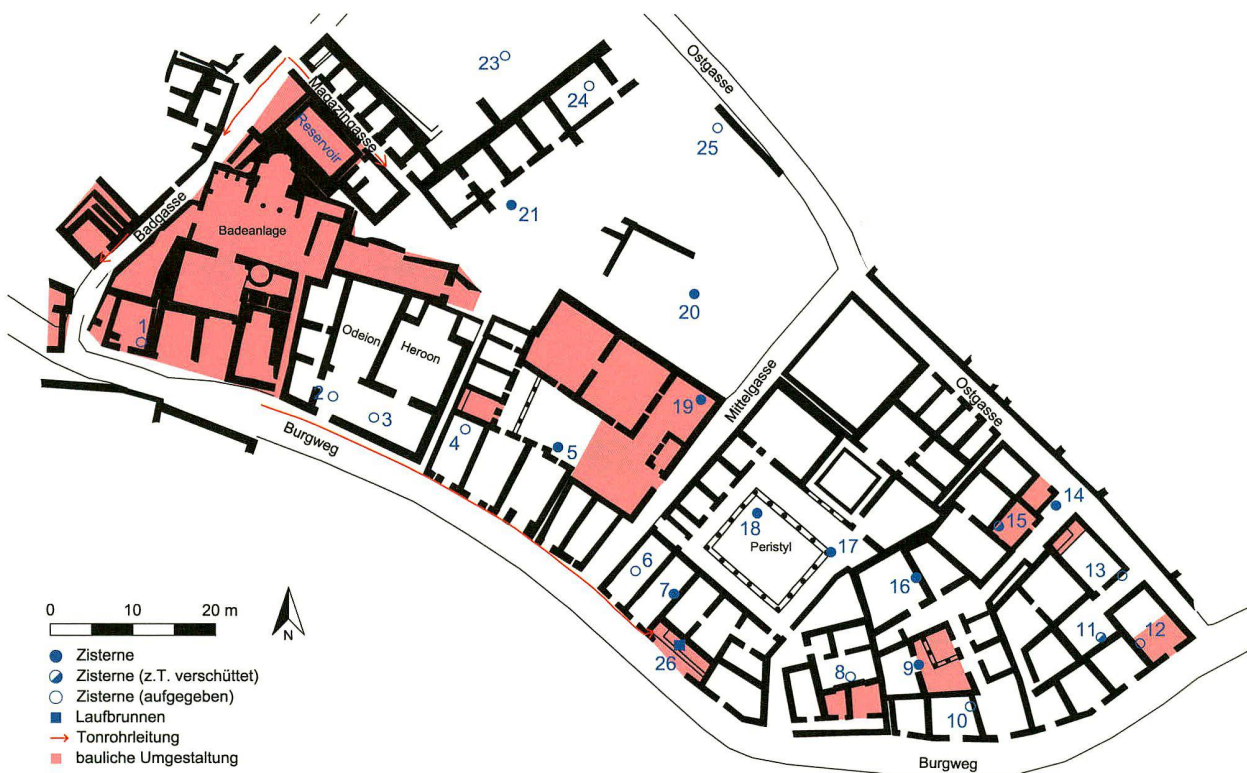 Ostgasse
23
24
Magazingasse
Reservoir
25
21
Badgasse
Badeanlage
20
1
Odeion
Heroon
Mittelgasse
Ostgasse
2
3
19
Burgweg
4
5
14
15
18
Peristyl
17
6
7
16
13
11
12
26
8
9
10
Burgweg
0 10 20 m
N
Zisterne
Zisterne (z.T. verschüttet)
Zisterne (aufgegeben)
Laufbrunnen
Tonrohrleitung
bauliche Umgestaltung